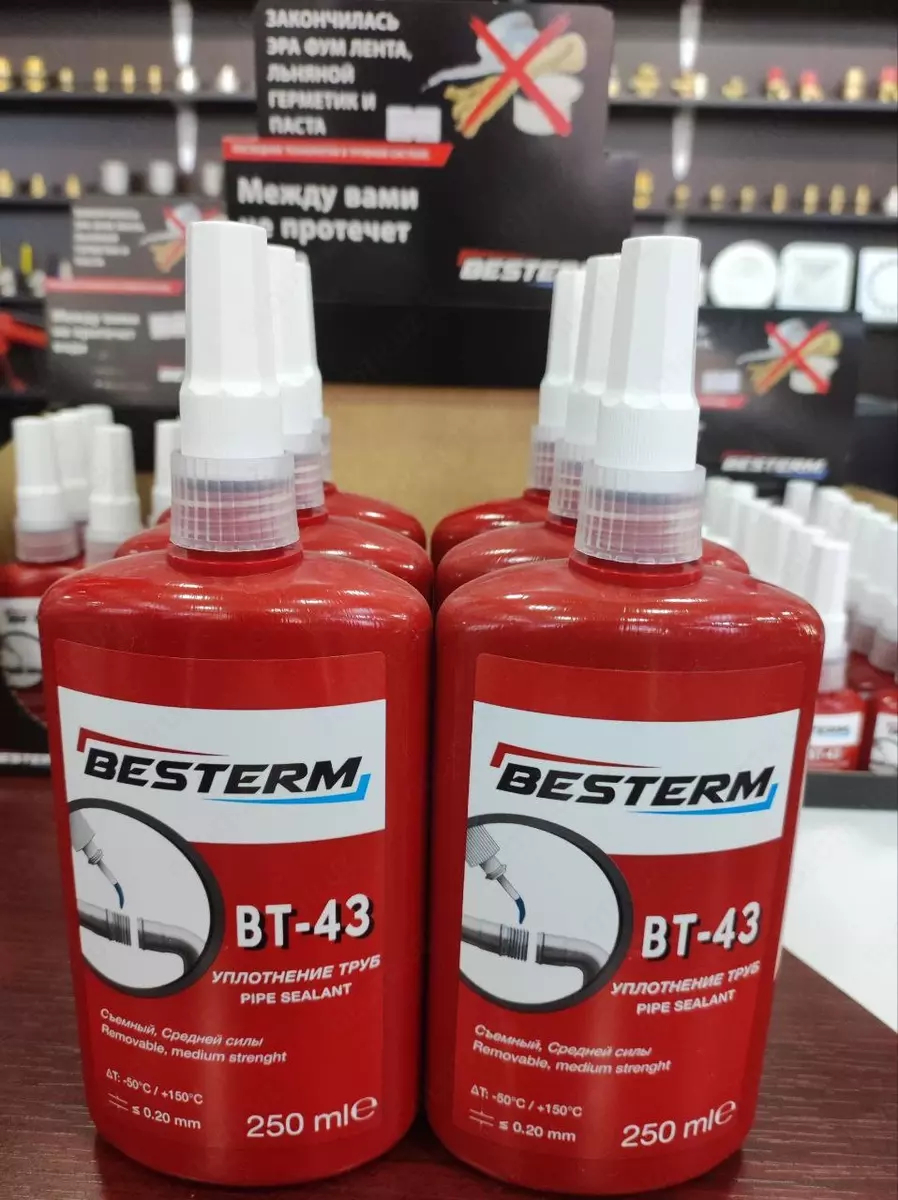 ЗАКОНЧИЛАСЬ
ЭРА ФУМ ЛЕНТА,
ЛЬНЯНОЙ
ГЕРМЕТИК И
ПАСТА
Между вами
не протечет
BESTERM
BESTERM
BESTERM
BT-43
УПЛОТНЕНИЕ ТРУБ
PIPE SEALANT
Съемный, Средней силы
Removable, medium strenght
ΔT: -50°C / +150°C
≤ 0.20 mm
250 ml℮
BESTERM
BT-43
УПЛОТНЕНИЕ ТРУБ
PIPE SEALANT
Съемный, Средней силы
Removable, medium strenght
ΔT: -50°C / +150°C
≤ 0.20 mm
250 ml℮
BT-43